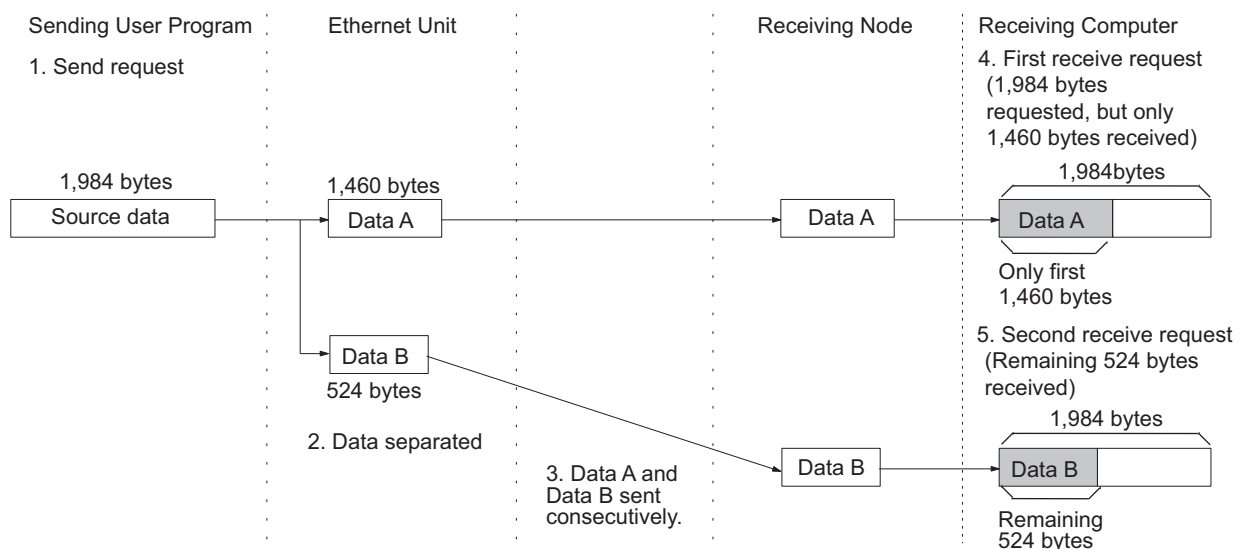 Sending User Program
Ethernet Unit
Receiving Node
Receiving Computer
1. Send request
4. First receive request
(1,984 bytes
requested, but only
1,460 bytes received)
1,984 bytes
1,460 bytes
1,984bytes
Source data
Data A
Data A
Data A
Only first
1,460 bytes
Data B
524 bytes
5. Second receive request
(Remaining 524 bytes
received)
2. Data separated
1,984 bytes
3. Data A and
Data B sent
consecutively.
Data B
Data B
Remaining
524 bytes